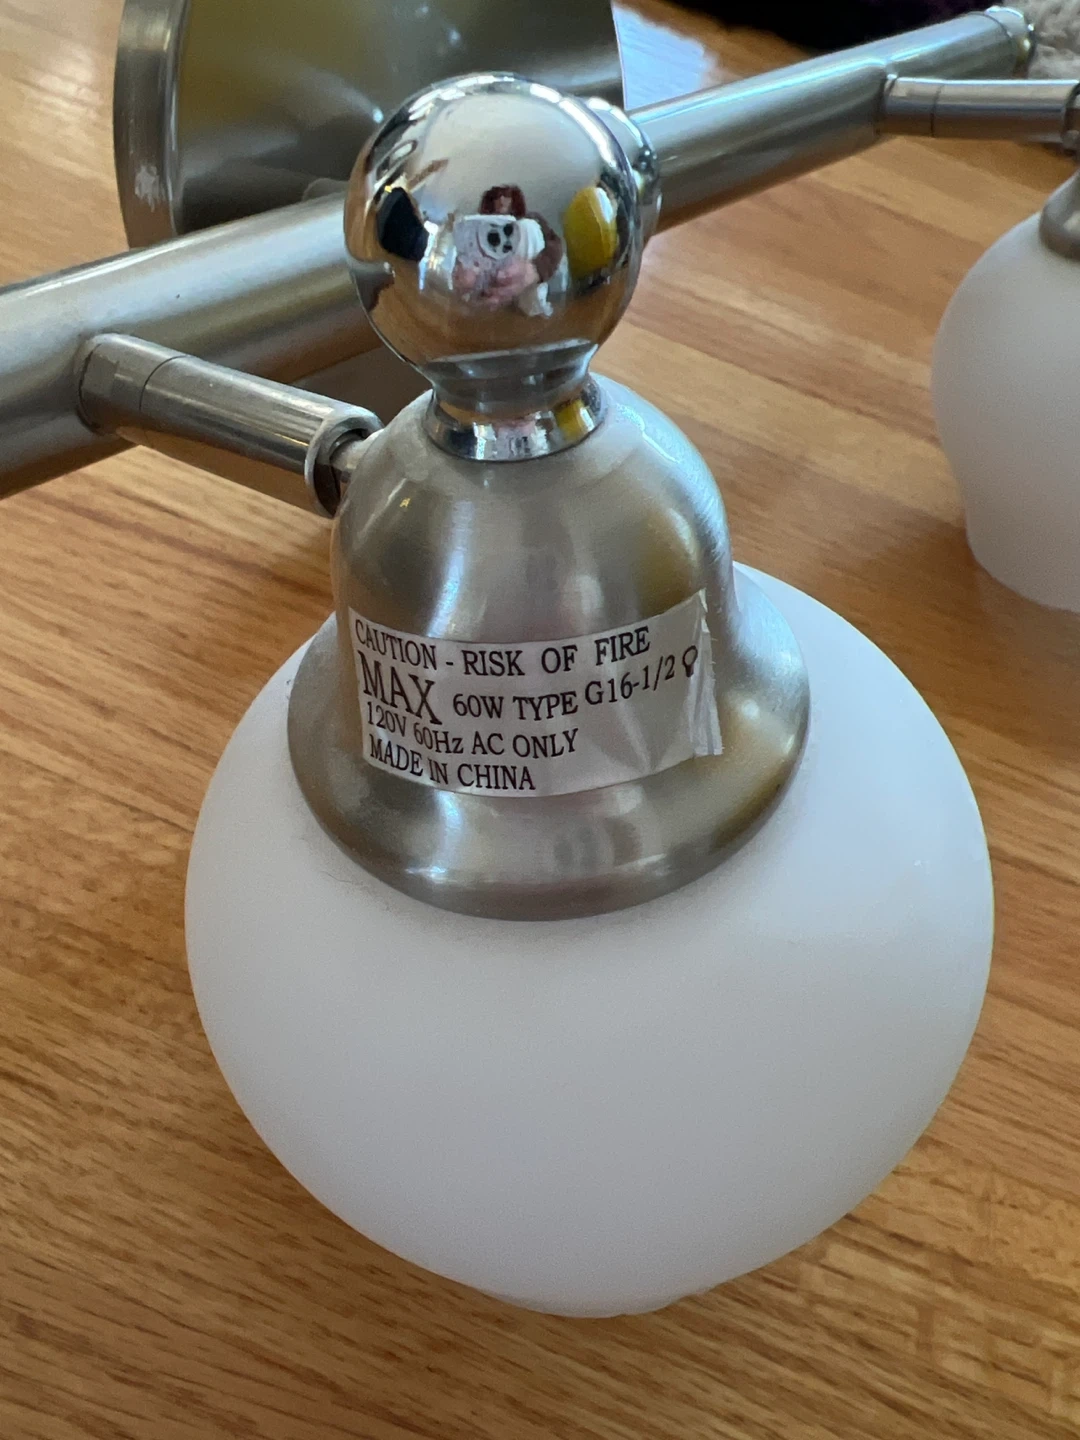 CAUTION - RISK OF FIRE
MAX 60W TYPE G16-1/2
120V 60Hz AC ONLY
MADE IN CHINA